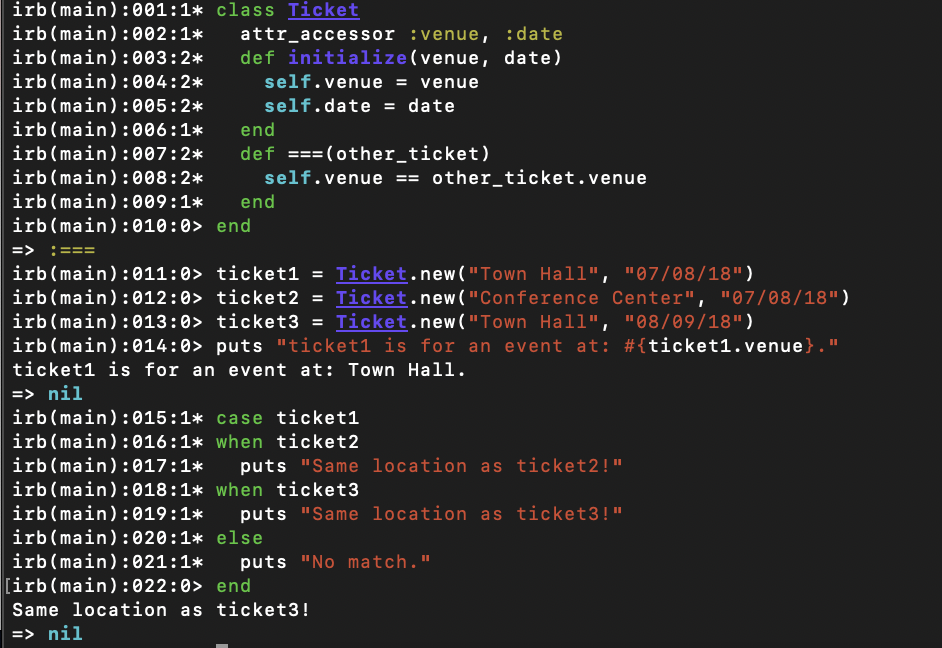 irb(main):001:1* class Ticket
irb(main):002:1*   attr_accessor :venue, :date
irb(main):003:2*   def initialize(venue, date)
irb(main):004:2*     self.venue = venue
irb(main):005:2*     self.date = date
irb(main):006:1*   end
irb(main):007:2*   def ===(other_ticket)
irb(main):008:2*     self.venue == other_ticket.venue
irb(main):009:1*   end
irb(main):010:0> end
=> :===
irb(main):011:0> ticket1 = Ticket.new("Town Hall", "07/08/18")
irb(main):012:0> ticket2 = Ticket.new("Conference Center", "07/08/18")
irb(main):013:0> ticket3 = Ticket.new("Town Hall", "08/09/18")
irb(main):014:0> puts "ticket1 is for an event at: #{ticket1.venue}."
ticket1 is for an event at: Town Hall.
=> nil
irb(main):015:1* case ticket1
irb(main):016:1* when ticket2
irb(main):017:1*   puts "Same location as ticket2!"
irb(main):018:1* when ticket3
irb(main):019:1*   puts "Same location as ticket3!"
irb(main):020:1* else
irb(main):021:1*   puts "No match."
[irb(main):022:0> end
Same location as ticket3!
=> nil